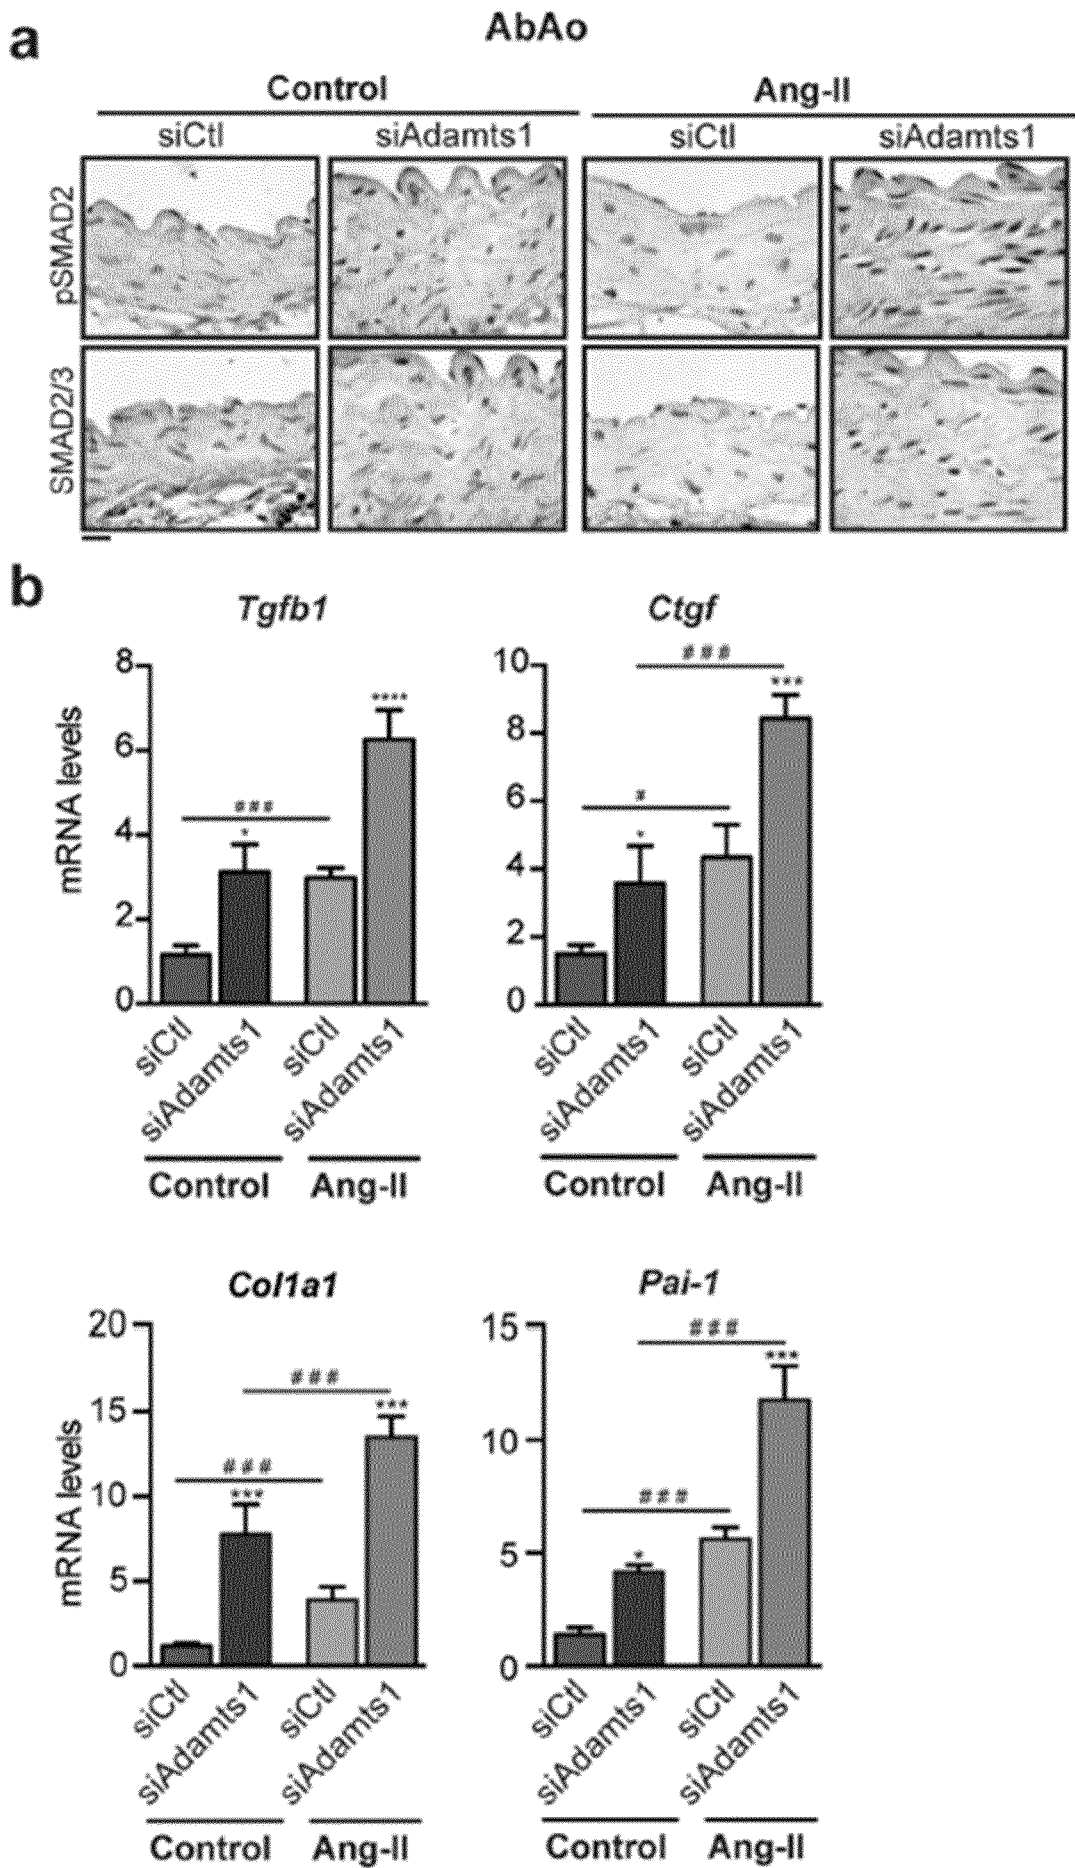 a
AbAo
Control Ang-II
siCtl siAdamts1 siCtl siAdamts1
pSMAD2
SMAD2/3
b
Tgfb1 Ctgf
mRNA levels
8
6
4
2
0
###
*
****
10
8
6
4
2
0
###
***
#
*
siCtl siAdamts1 siCtl siAdamts1
Control Ang-II
siCtl siAdamts1 siCtl siAdamts1
Control Ang-II
Col1a1 Pai-1
mRNA levels
20
15
10
5
0
###
***
###
***
15
10
5
0
###
***
###
*
siCtl siAdamts1 siCtl siAdamts1
Control Ang-II
siCtl siAdamts1 siCtl siAdamts1
Control Ang-II